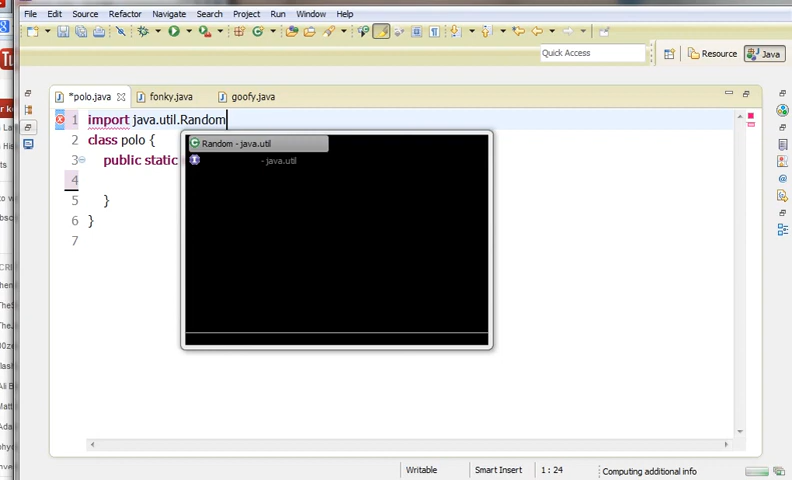 File Edit Source Refactor Navigate Search Project Run Window Help
Quick Access
Resource Java
*polo.java fonky.java goofy.java
1 import java.util.Random
2 class polo {
3 public static
4
5 }
6 }
7
Random - java.util
- java.util
Writable Smart Insert 1 : 24 Computing additional info